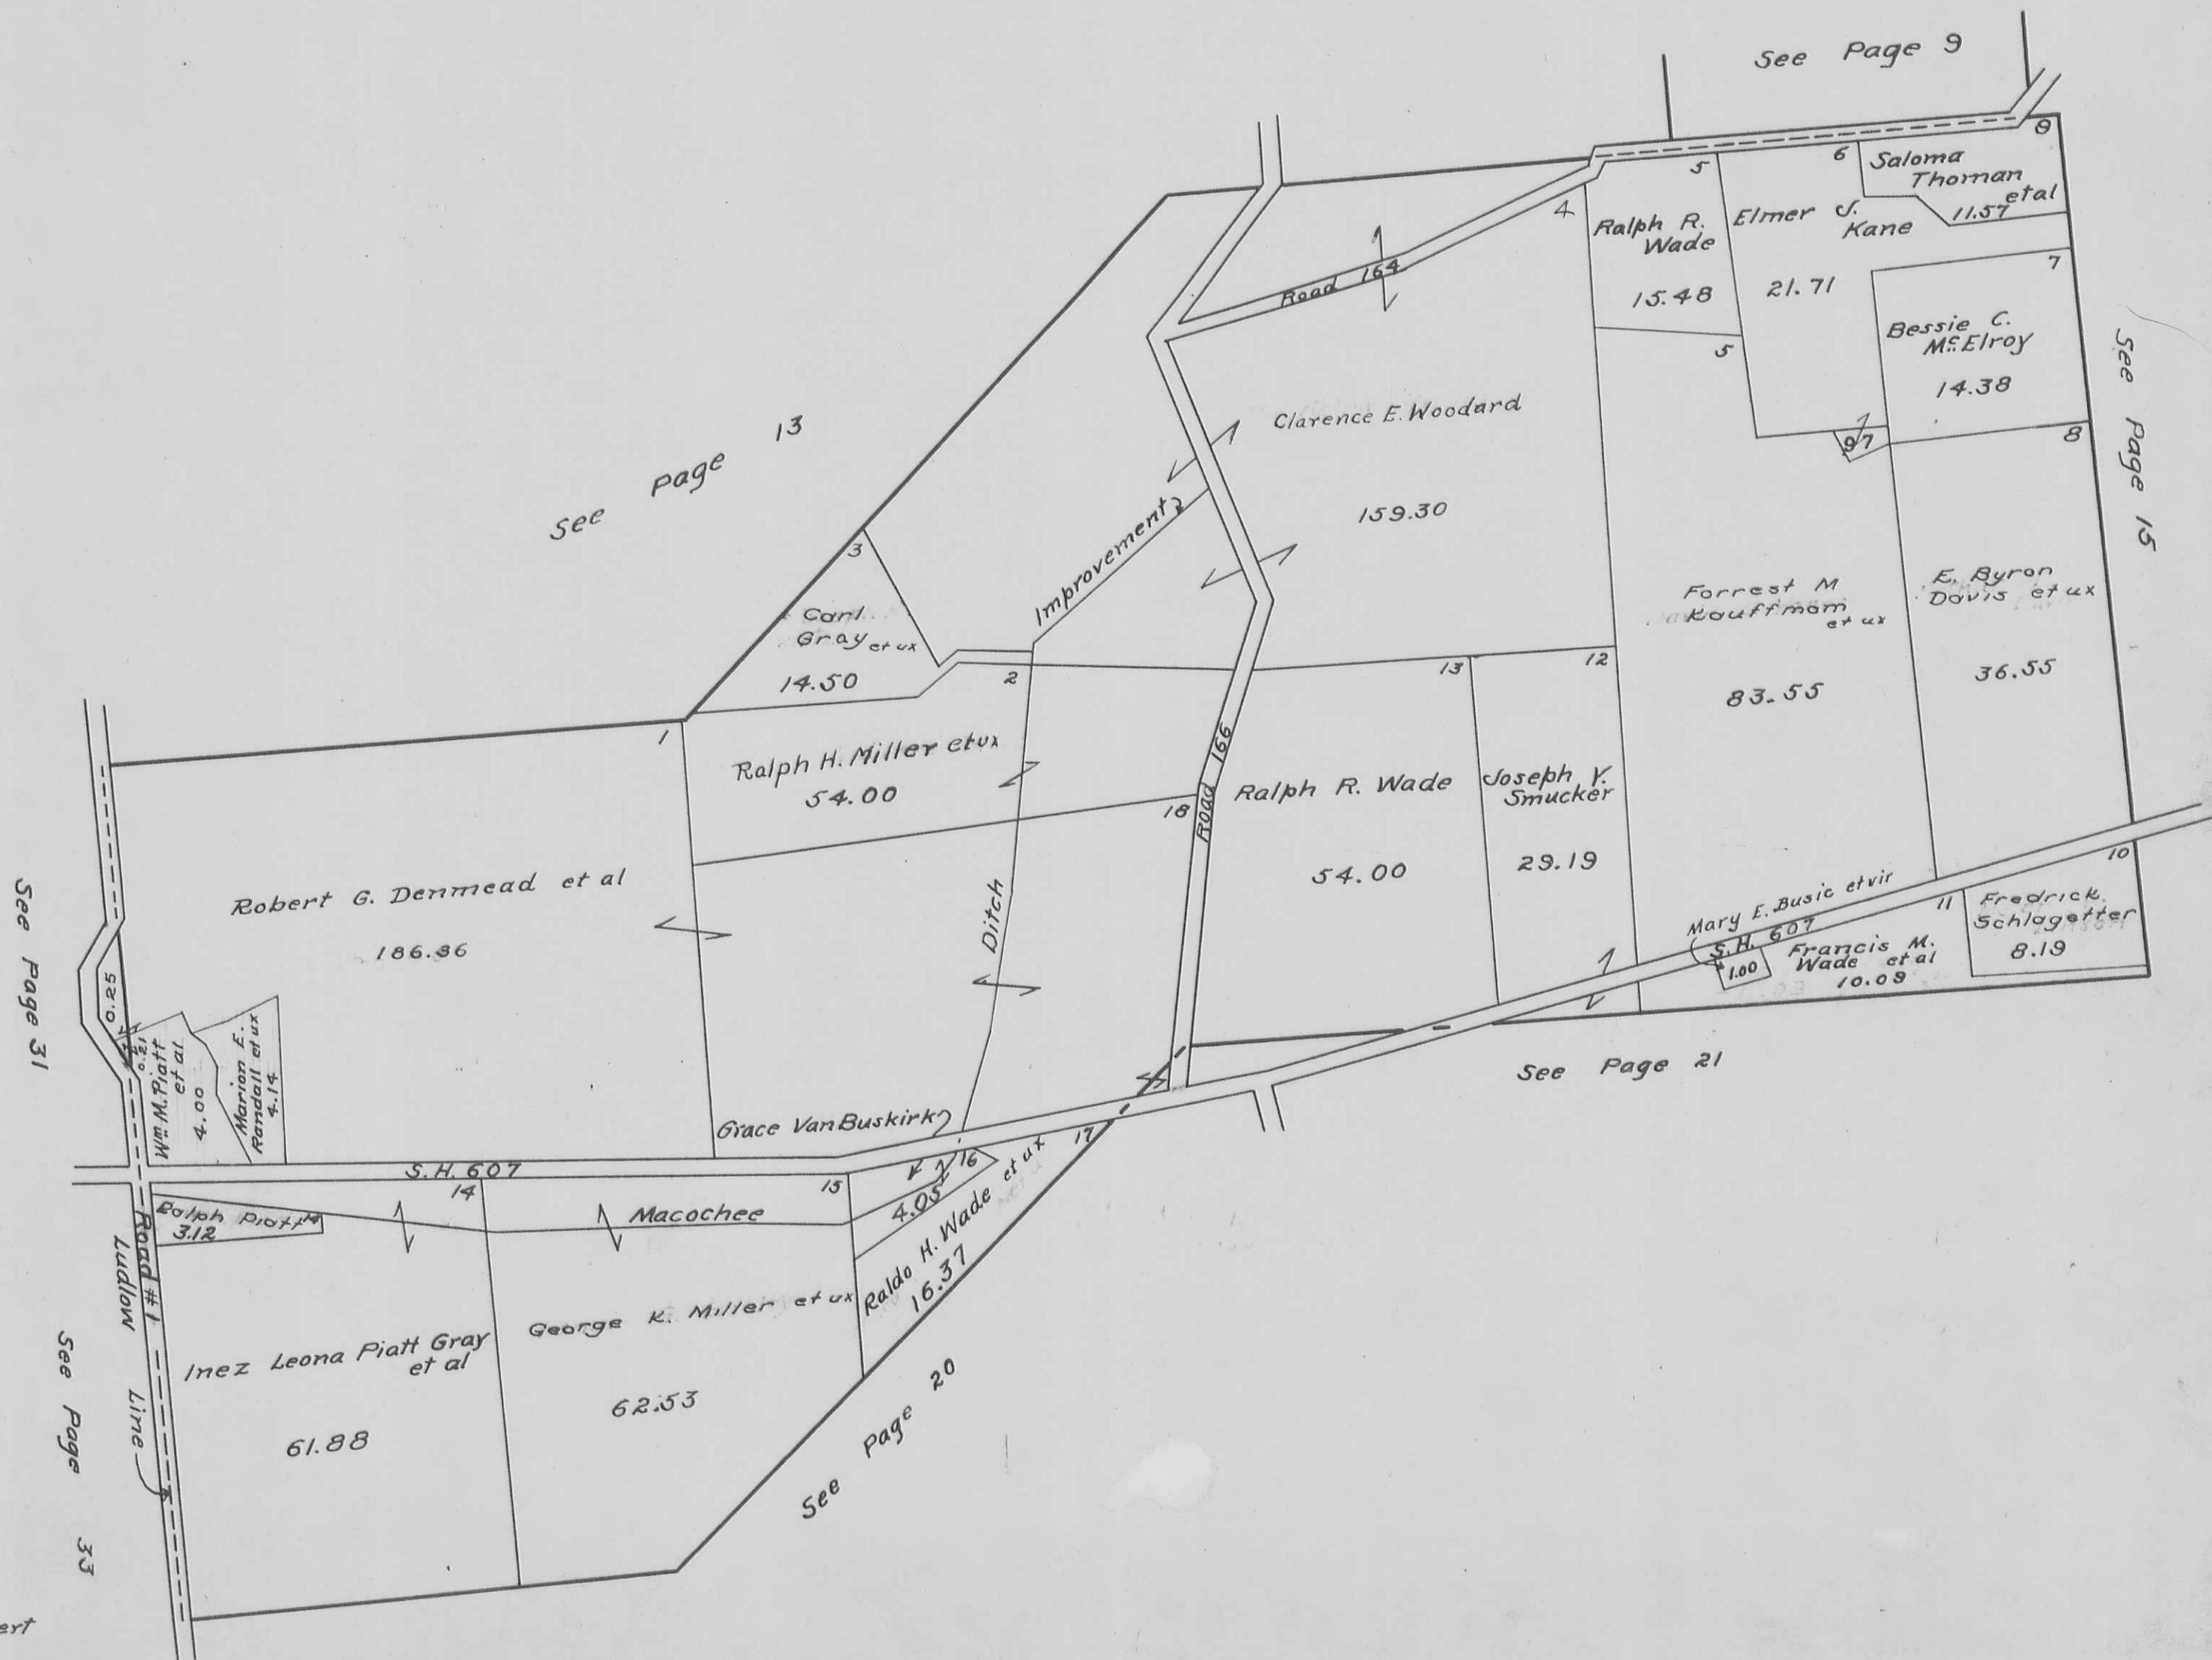 See Page 9
See Page 13
See Page 15
See Page 31
See Page 33
See Page 20
See Page 21
9
Saloma
Thoman
et al
11.57
6
5
Elmer J.
Kane
21.71
4
Ralph R.
Wade
15.48
5
7
Bessie C.
McElroy
14.38
8
97
Road 164
Clarence E. Woodard
159.30
Improvement
3
Carl
Gray et ux
14.50
2
1
Ralph H. Miller et ux
54.00
18
Road 166
13
12
Ralph R. Wade
54.00
Joseph Y.
Smucker
29.19
Forrest M
Kauffmam
et ux
83.55
E. Byron
Davis et ux
36.55
10
11
Fredrick
Schlagetter
8.19
Mary E. Busic et vir
S.H. 607
1.00
Francis M.
Wade et al
10.09
Robert G. Denmead et al
186.86
Ditch
0.25
0.21
Wm M. Piatt
et al
4.00
Marion E.
Randall et ux
4.14
Grace VanBuskirk
S.H. 607
14
15
16
17
Ralph Piatt 14
3.12
Macochee
4.05
Raldo H. Wade et ux
16.37
George K. Miller et ux
62.53
Inez Leona Piatt Gray
et al
61.88
Road #1
Ludlow Line
ert